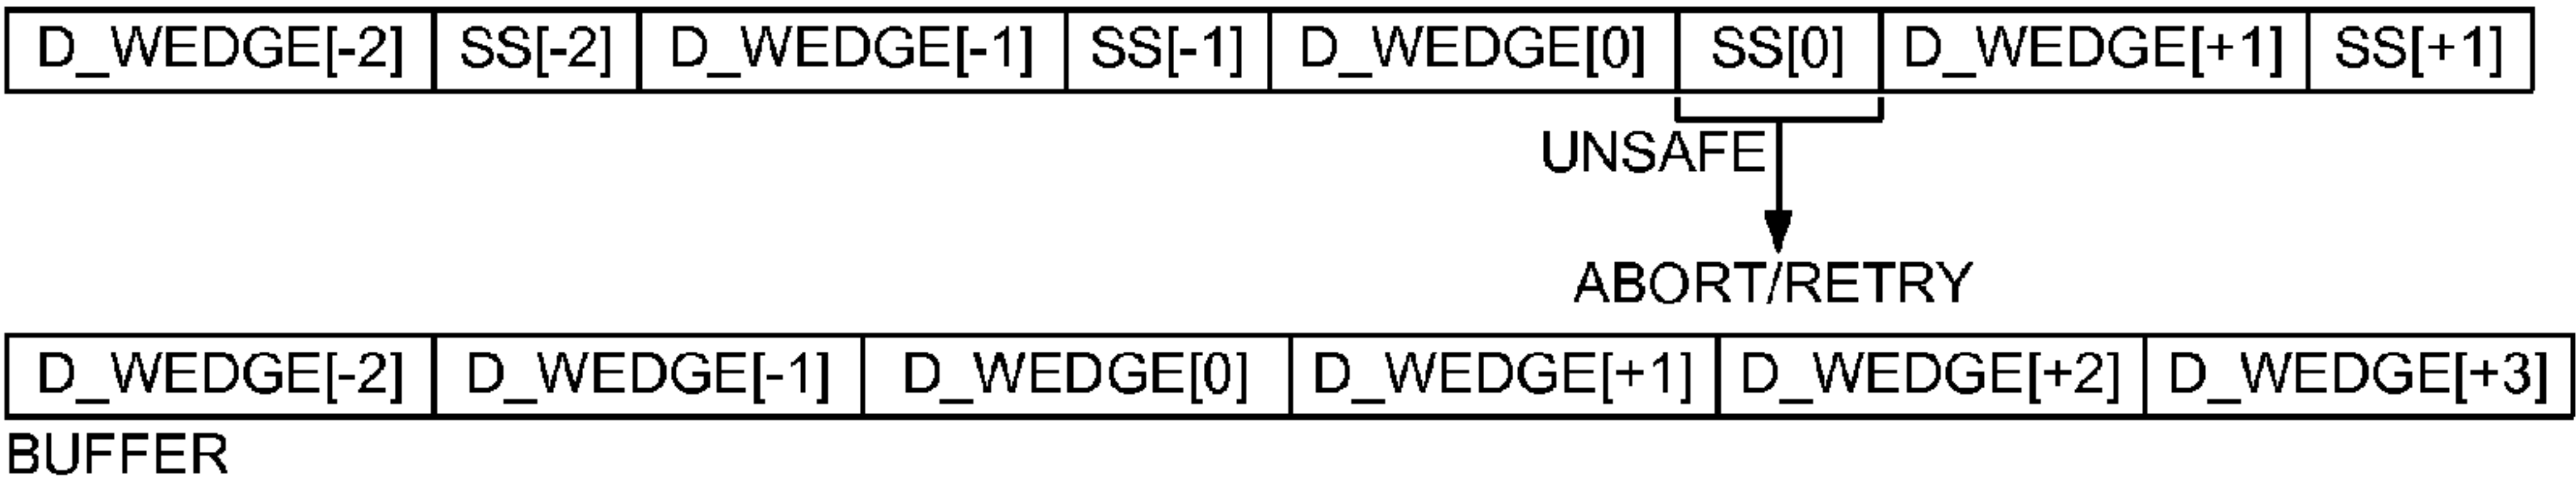 D_WEDGE[-2] SS[-2] D_WEDGE[-1] SS[-1] D_WEDGE[0] SS[0] D_WEDGE[+1] SS[+1]
UNSAFE
ABORT/RETRY
D_WEDGE[-2] D_WEDGE[-1] D_WEDGE[0] D_WEDGE[+1] D_WEDGE[+2] D_WEDGE[+3]
BUFFER